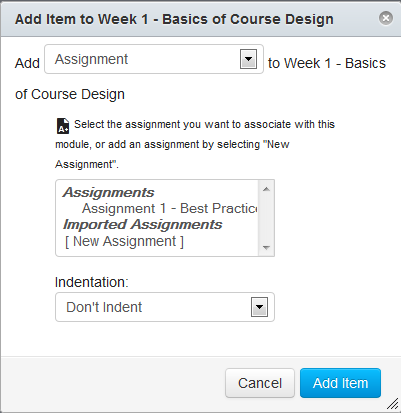 Add Item to Week 1 - Basics of Course Design
Add Assignment to Week 1 - Basics
of Course Design
A+ Select the assignment you want to associate with this
module, or add an assignment by selecting "New
Assignment".
Assignments
Assignment 1 - Best Practice
Imported Assignments
[ New Assignment ]
Indentation:
Don't Indent
Cancel Add Item